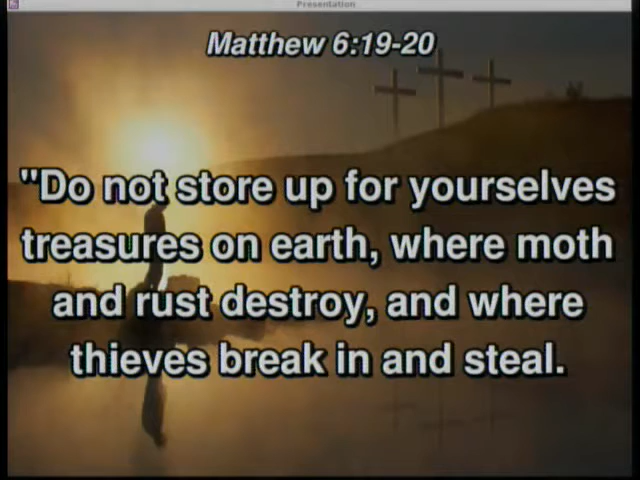 Presentation
Matthew 6:19-20
"Do not store up for yourselves
treasures on earth, where moth
and rust destroy, and where
thieves break in and steal.